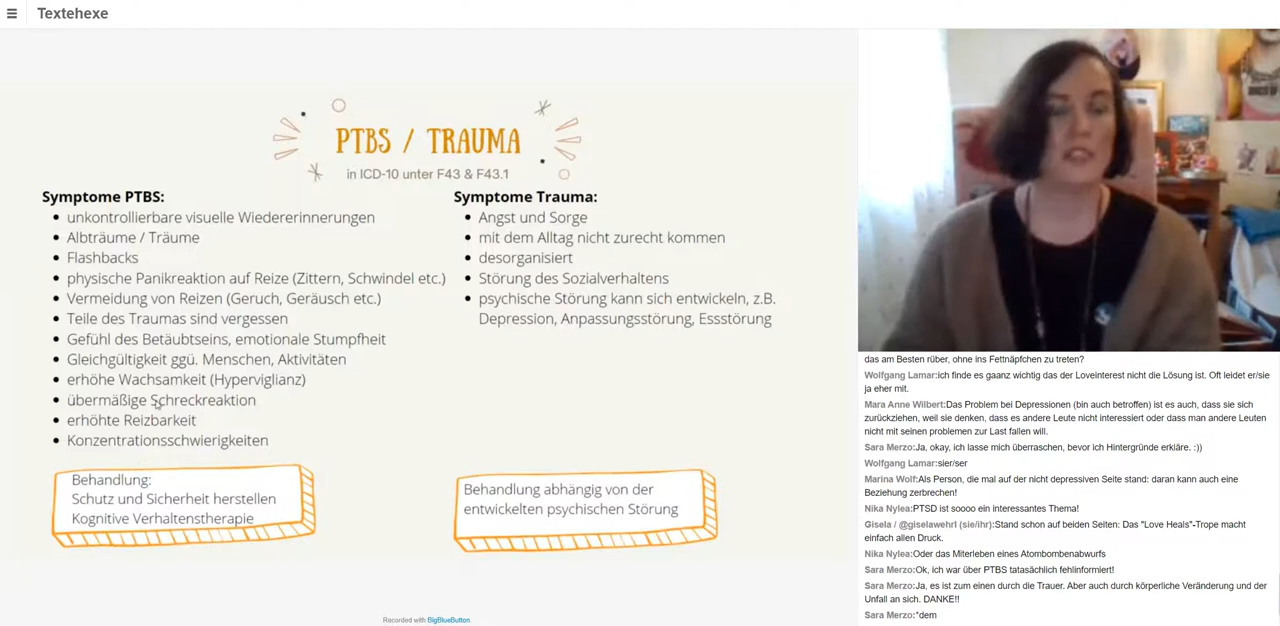 Textehexe
PTBS / TRAUMA
in ICD-10 unter F43 & F43.1
Symptome PTBS:
unkontrollierbare visuelle Wiedererinnerungen
Albträume / Träume
Flashbacks
physische Panikreaktion auf Reize (Zittern, Schwindel etc.)
Vermeidung von Reizen (Geruch, Geräusch etc.)
Teile des Traumas sind vergessen
Gefühl des Betäubtseins, emotionale Stumpfheit
Gleichgültigkeit ggü. Menschen, Aktivitäten
erhöhe Wachsamkeit (Hyperviglianz)
übermäßige Schreckreaktion
erhöhte Reizbarkeit
Konzentrationsschwierigkeiten
Behandlung:
Schutz und Sicherheit herstellen
Kognitive Verhaltenstherapie
Symptome Trauma:
Angst und Sorge
mit dem Alltag nicht zurecht kommen
desorganisiert
Störung des Sozialverhaltens
psychische Störung kann sich entwickeln, z.B.
Depression, Anpassungsstörung, Essstörung
Behandlung abhängig von der
entwickelten psychischen Störung
das am Besten rüber, ohne ins Fettnäpfchen zu treten?
Wolfgang Lamar:ich finde es gaanz wichtig das der Loveinterest nicht die Lösung ist. Oft leidet er/sie
ja eher mit.
Mara Anne Wilbert:Das Problem bei Depressionen (bin auch betroffen) ist es auch, dass sie sich
zurückziehen, weil sie denken, dass es andere Leute nicht interessiert oder dass man andere Leuten
nicht mit seinen problemen zur Last fallen will.
Sara Merzo:Ja, okay, ich lasse mich überraschen, bevor ich Hintergründe erkläre. :))
Wolfgang Lamar:sier/ser
Marina Wolf:Als Person, die mal auf der nicht depressiven Seite stand: daran kann auch eine
Beziehung zerbrechen!
Nika Nylea:PTSD ist soooo ein interessantes Thema!
Gisela / @giselawehrl (sie/ihr):Stand schon auf beiden Seiten: Das "Love Heals"-Trope macht
einfach allen Druck.
Nika Nylea:Oder das Miterleben eines Atombombenabwurfs
Sara Merzo:Ok, ich war über PTBS tatasächlich fehlinformiert!
Sara Merzo:Ja, es ist zum einen durch die Trauer. Aber auch durch körperliche Veränderung und der
Unfall an sich. DANKE!!
Sara Merzo:*dem
Recorded with BigBlueButton